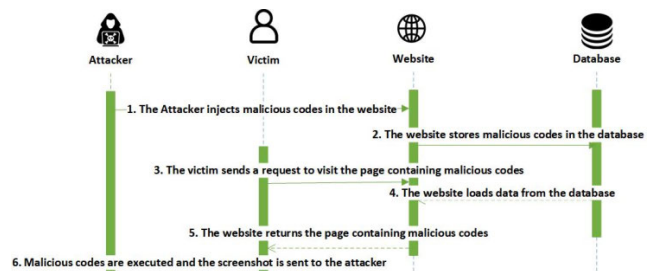 Attacker
Victim
Website
Database
1. The Attacker injects malicious codes in the website
2. The website stores malicious codes in the database
3. The victim sends a request to visit the page containing malicious codes
4. The website loads data from the database
5. The website returns the page containing malicious codes
6. Malicious codes are executed and the screenshot is sent to the attacker